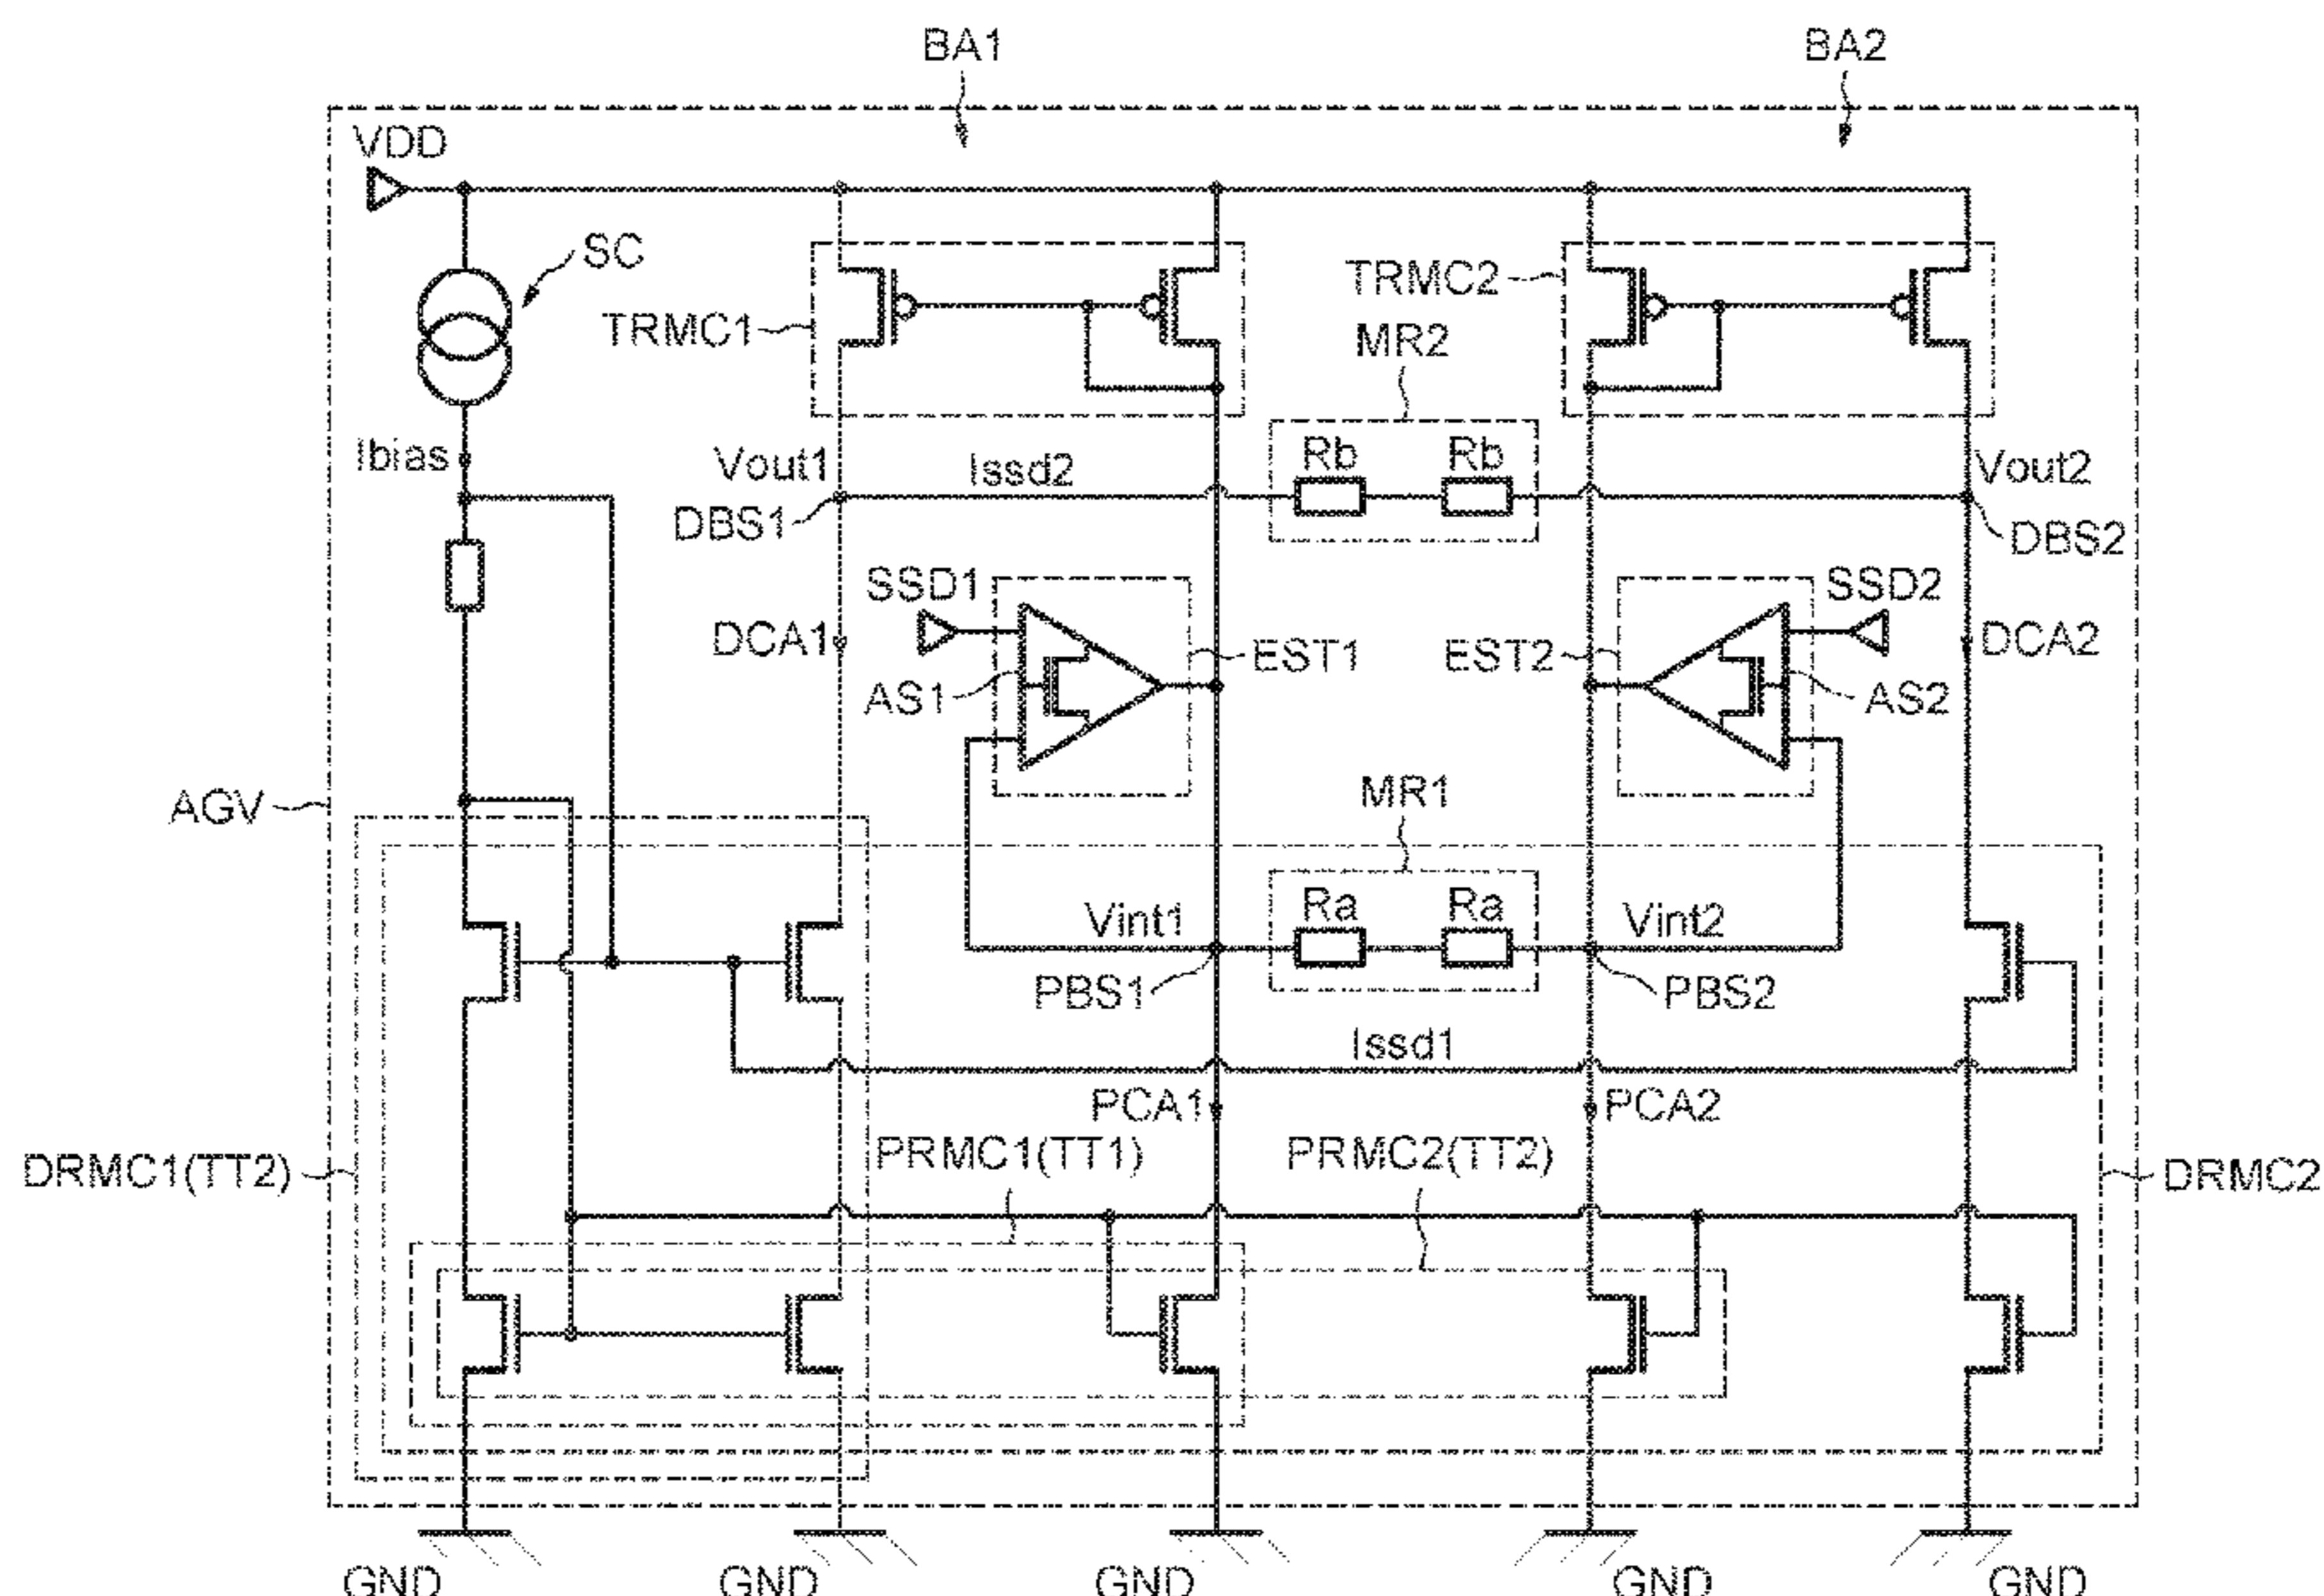 BA1 BA2
VDD
SC
TRMC1
TRMC2
MR2
Ibias
Vout1
Issd2
Rb Rb
Vout2
DBS1
DBS2
SSD1
SSD2
DCA1
EST1
EST2
DCA2
AS1
AS2
AGV
MR1
Vint1
Ra Ra
Vint2
PBS1
PBS2
Issd1
PCA1
PCA2
DRMC1(TT2)
PRMC1(TT1)
PRMC2(TT2)
DRMC2
GND GND GND GND GND